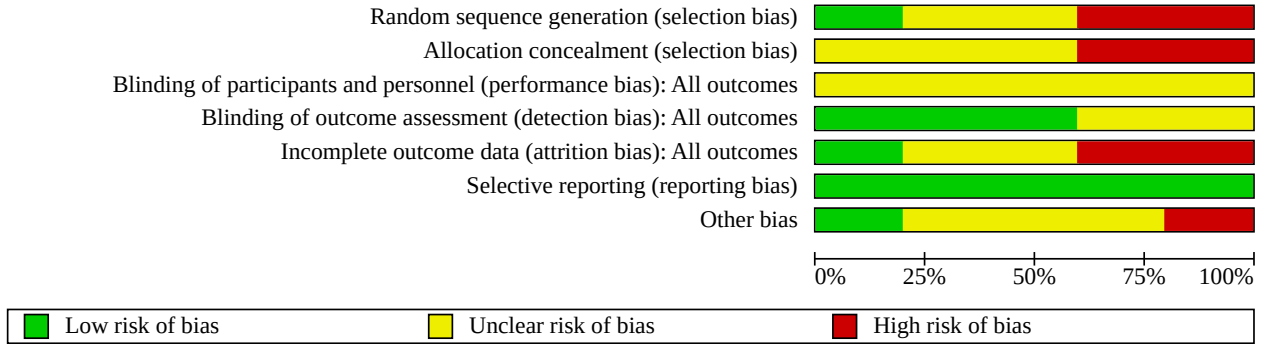 Random sequence generation (selection bias)
Allocation concealment (selection bias)
Blinding of participants and personnel (performance bias): All outcomes
Blinding of outcome assessment (detection bias): All outcomes
Incomplete outcome data (attrition bias): All outcomes
Selective reporting (reporting bias)
Other bias
0% 25% 50% 75% 100%
Low risk of bias Unclear risk of bias High risk of bias